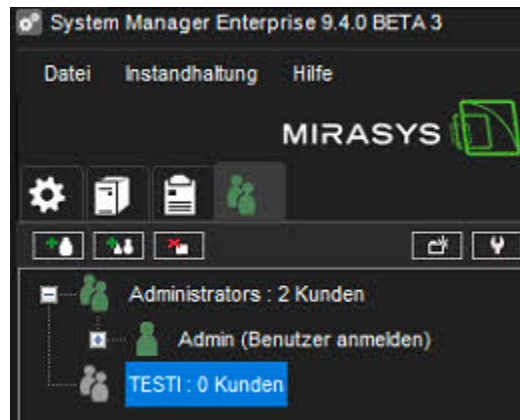 System Manager Enterprise 9.4.0 BETA 3
Datei Instandhaltung Hilfe
MIRASYS
Administrators : 2 Kunden
Admin (Benutzer anmelden)
TESTI : 0 Kunden